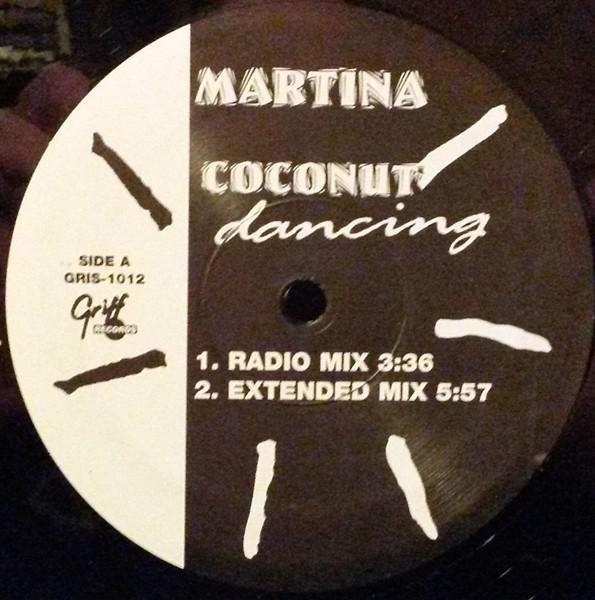 MARTINA
COCONUT
dancing
SIDE A
GRIS-1012
Griff
RECORDS
1. RADIO MIX 3:36
2. EXTENDED MIX 5:57